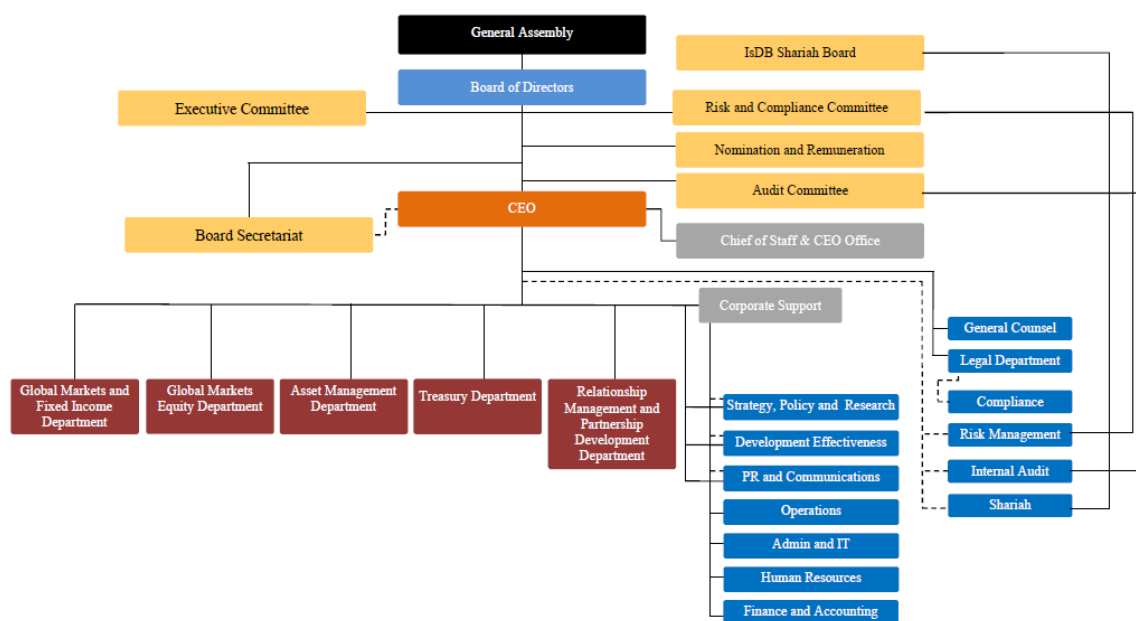 General Assembly
IsDB Shariah Board
Board of Directors
Executive Committee
Risk and Compliance Committee
Nomination and Remuneration
Audit Committee
CEO
Board Secretariat
Chief of Staff & CEO Office
Corporate Support
General Counsel
Legal Department
Compliance
Risk Management
Internal Audit
Shariah
Global Markets and
Fixed Income
Department
Global Markets
Equity Department
Asset Management
Department
Treasury Department
Relationship
Management and
Partnership
Development
Department
Strategy, Policy and Research
Development Effectiveness
PR and Communications
Operations
Admin and IT
Human Resources
Finance and Accounting